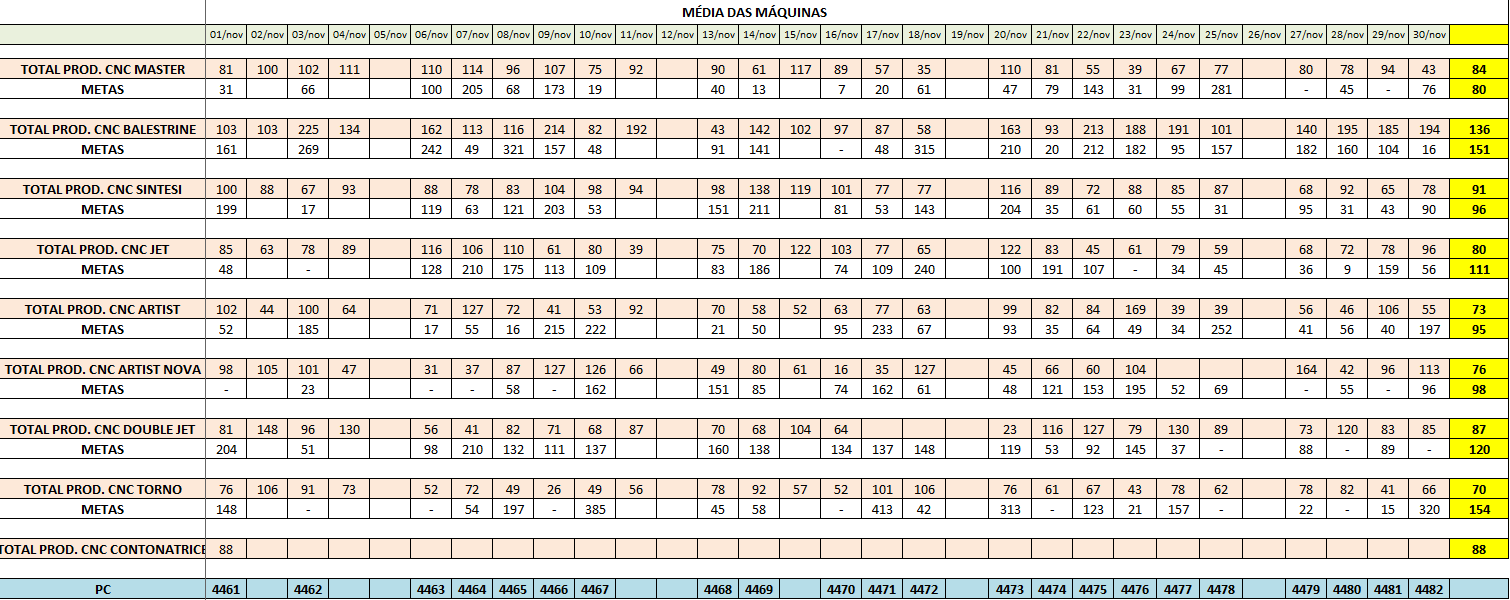 MÉDIA DAS MÁQUINAS
01/nov 02/nov 03/nov 04/nov 05/nov 06/nov 07/nov 08/nov 09/nov 10/nov 11/nov 12/nov 13/nov 14/nov 15/nov 16/nov 17/nov 18/nov 19/nov 20/nov 21/nov 22/nov 23/nov 24/nov 25/nov 26/nov 27/nov 28/nov 29/nov 30/nov
TOTAL PROD. CNC MASTER 81 100 102 111 110 114 96 107 75 92 90 61 117 89 57 35 110 81 55 39 67 77 80 78 94 43 84
METAS 31 66 100 205 68 173 19 40 13 7 20 61 47 79 143 31 99 281 - 45 - 76 80
TOTAL PROD. CNC BALESTRINE 103 103 225 134 162 113 116 214 82 192 43 142 102 97 87 58 163 93 213 188 191 101 140 195 185 194 136
METAS 161 269 242 49 321 157 48 91 141 - 48 315 210 20 212 182 95 157 182 160 104 16 151
TOTAL PROD. CNC SINTESI 100 88 67 93 88 78 83 104 98 94 98 138 119 101 77 77 116 89 72 88 85 87 68 92 65 78 91
METAS 199 17 119 63 121 203 53 151 211 81 53 143 204 35 61 60 55 31 95 31 43 90 96
TOTAL PROD. CNC JET 85 63 78 89 116 106 110 61 80 39 75 70 122 103 77 65 122 83 45 61 79 59 68 72 78 96 80
METAS 48 - 128 210 175 113 109 83 186 74 109 240 100 191 107 - 34 45 36 9 159 56 111
TOTAL PROD. CNC ARTIST 102 44 100 64 71 127 72 41 53 92 70 58 52 63 77 63 99 82 84 169 39 39 56 46 106 55 73
METAS 52 185 17 55 16 215 222 21 50 95 233 67 93 35 64 49 34 252 41 56 40 197 95
TOTAL PROD. CNC ARTIST NOVA 98 105 101 47 31 37 87 127 126 66 49 80 61 16 35 127 45 66 60 104 164 42 96 113 76
METAS - 23 - - 58 - 162 151 85 74 162 61 48 121 153 195 52 69 - 55 - 96 98
TOTAL PROD. CNC DOUBLE JET 81 148 96 130 56 41 82 71 68 87 70 68 104 64 23 116 127 79 130 89 73 120 83 85 87
METAS 204 51 98 210 132 111 137 160 138 134 137 148 119 53 92 145 37 - 88 - 89 - 120
TOTAL PROD. CNC TORNO 76 106 91 73 52 72 49 26 49 56 78 92 57 52 101 106 76 61 67 43 78 62 78 82 41 66 70
METAS 148 - - 54 197 - 385 45 58 - 413 42 313 - 123 21 157 - 22 - 15 320 154
TOTAL PROD. CNC CONTONATRICE 88 88
PC 4461 4462 4463 4464 4465 4466 4467 4468 4469 4470 4471 4472 4473 4474 4475 4476 4477 4478 4479 4480 4481 4482